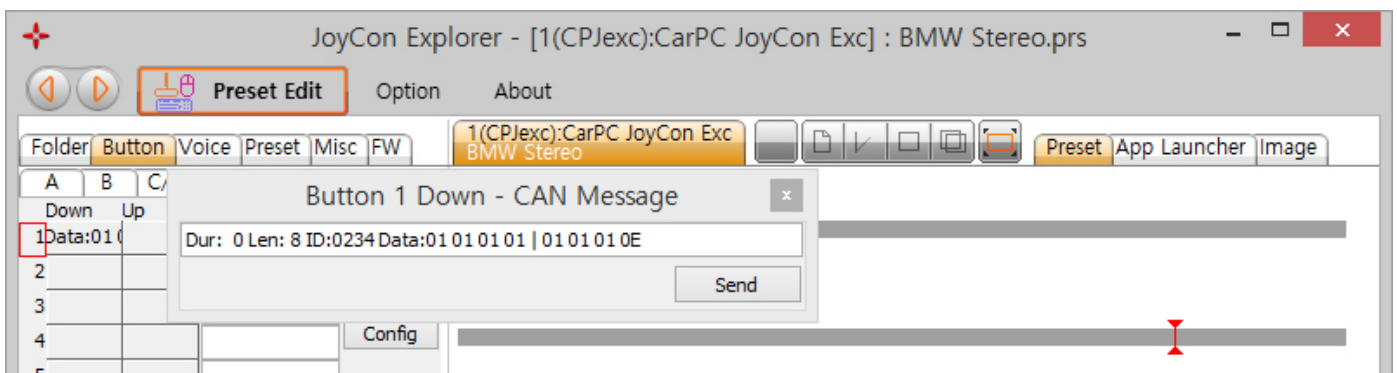 JoyCon Explorer - [1(CPJexc):CarPC JoyCon Exc] : BMW Stereo.prs
Preset Edit Option About
Folder Button Voice Preset Misc FW 1(CPJexc):CarPC JoyCon Exc Preset App Launcher Image
BMW Stereo
A B C/
Button 1 Down - CAN Message x
Down Up
1 Data:01 0
Dur: 0 Len: 8 ID:0234 Data:01 01 01 01 | 01 01 01 0E
2
Send
3
4 Config